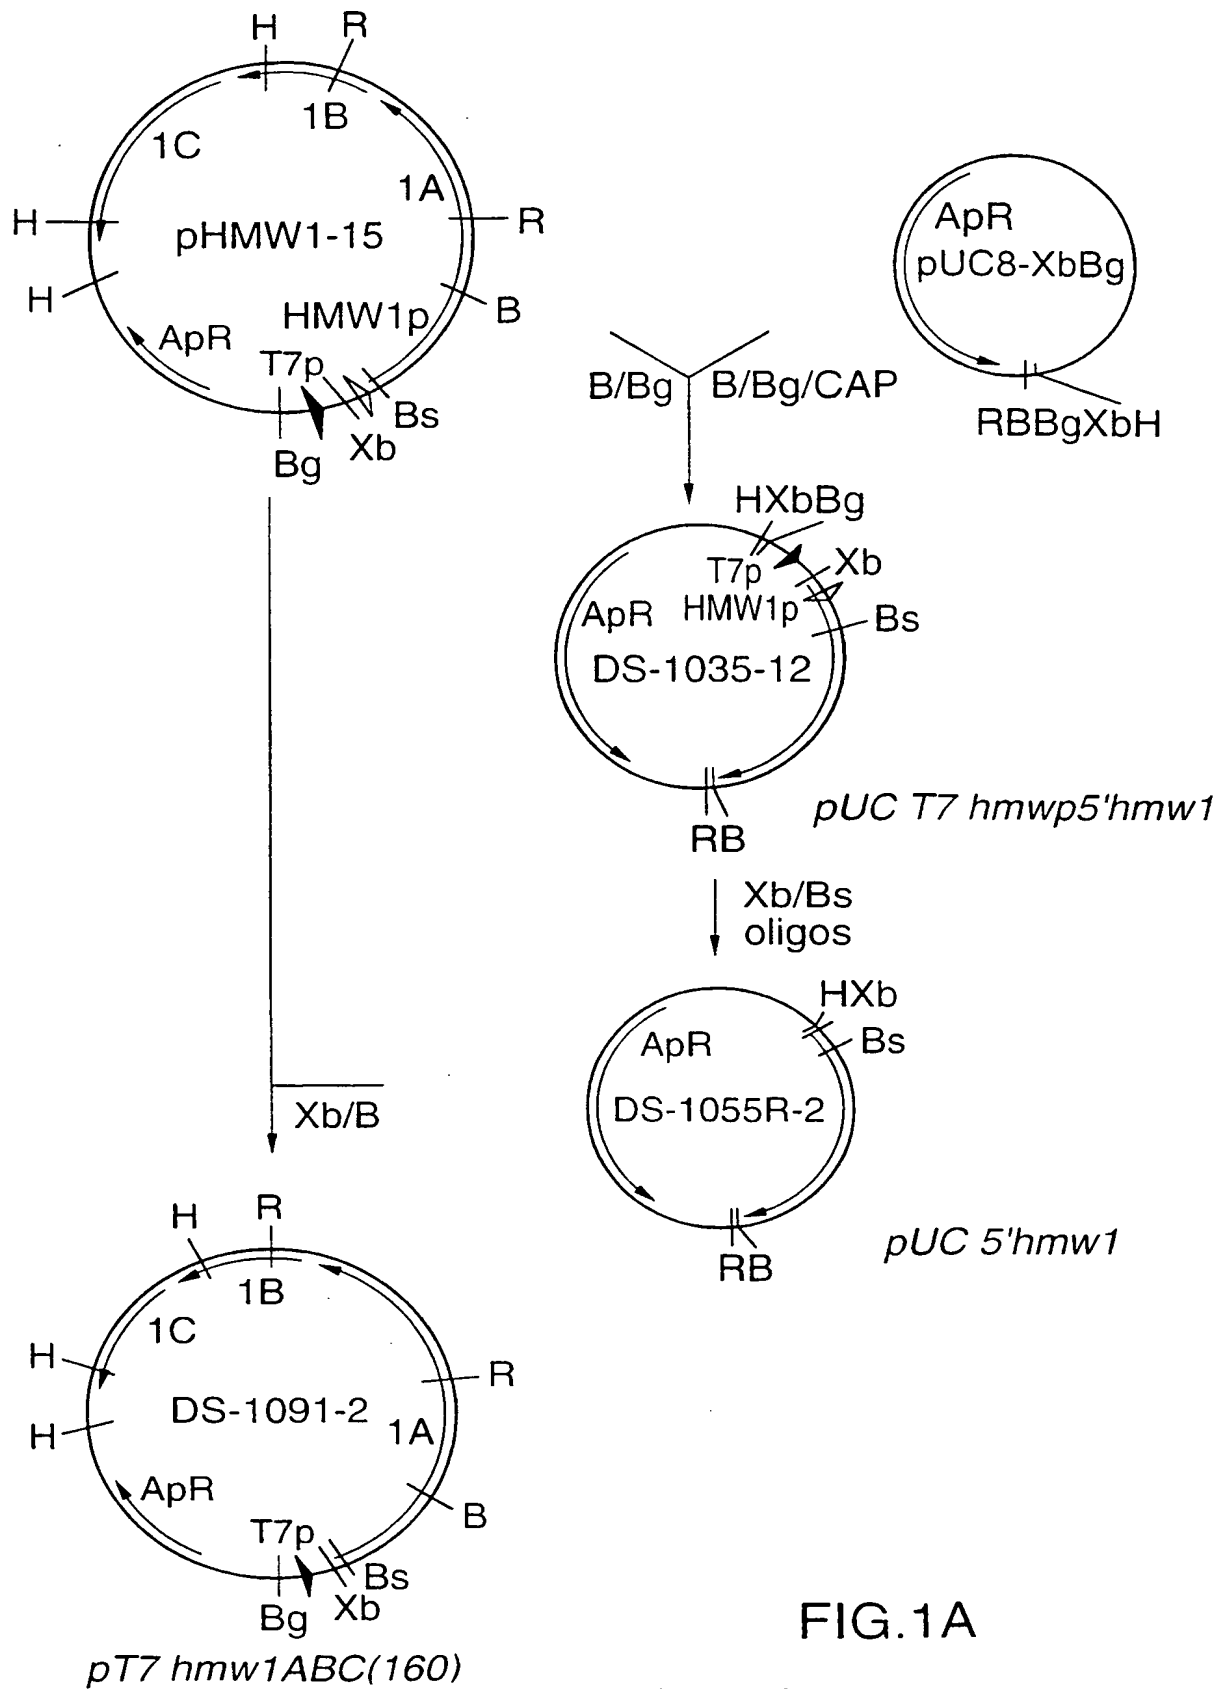 H
R
1B
1C
1A
H
R
pHMW1-15
H
B
HMW1p
ApR
T7p
Bs
Xb
Bg
ApR
pUC8-XbBg
RBBgXbH
B/Bg
B/Bg/CAP
HXbBg
T7p
Xb
HMW1p
ApR
Bs
DS-1035-12
RB
pUC T7 hmwp5'hmw1
Xb/Bs
oligos
HXb
ApR
Bs
DS-1055R-2
RB
pUC 5'hmw1
Xb/B
H
R
1B
1C
H
R
DS-1091-2
1A
H
ApR
B
T7p
Bs
Xb
Bg
pT7 hmw1ABC(160)
FIG.1A